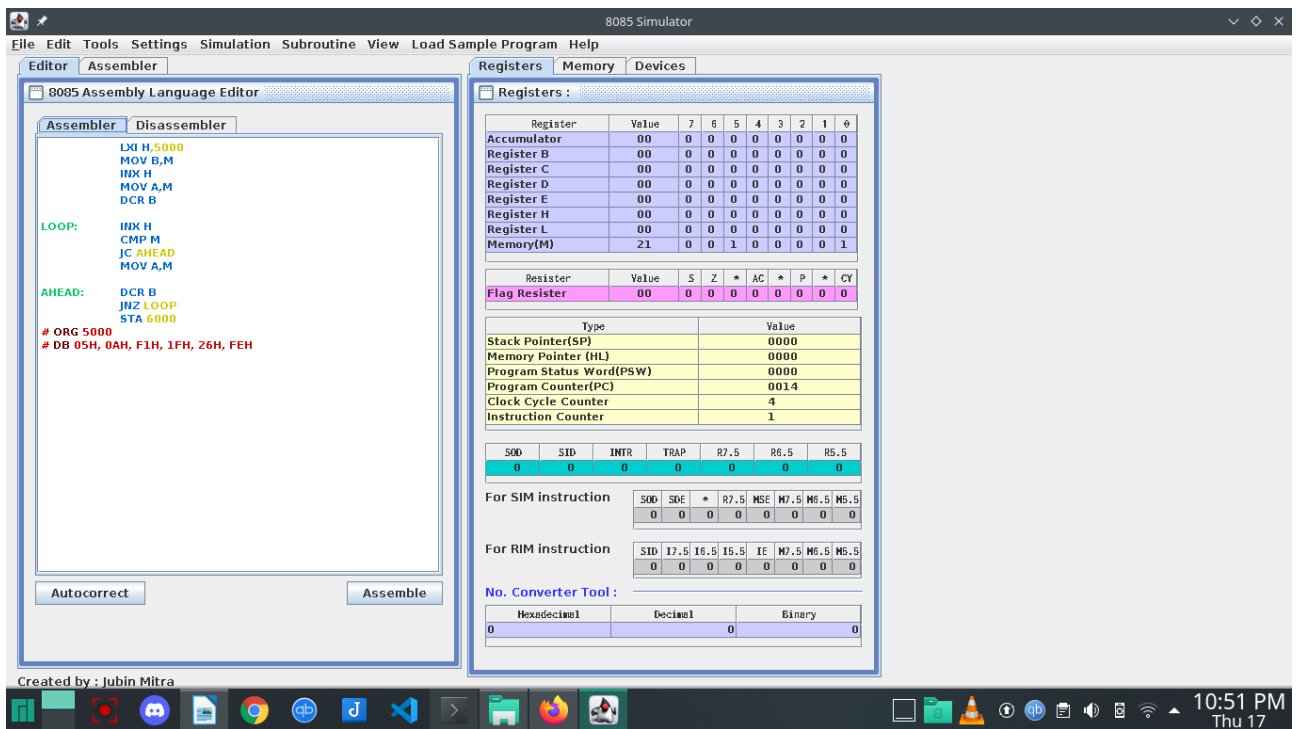 8085 Simulator
File Edit Tools Settings Simulation Subroutine View Load Sample Program Help
Editor Assembler
8085 Assembly Language Editor
Assembler Disassembler
LXI H,5000
MOV B,M
INX H
MOV A,M
DCR B
LOOP: INX H
CMP M
JC AHEAD
MOV A,M
AHEAD: DCR B
JNZ LOOP
STA 6000
# ORG 5000
# DB 05H, 0AH, F1H, 1FH, 26H, FEH
Autocorrect Assemble
Registers Memory Devices
Registers :
Register Value 7 6 5 4 3 2 1 0
Accumulator 00 0 0 0 0 0 0 0 0
Register B 00 0 0 0 0 0 0 0 0
Register C 00 0 0 0 0 0 0 0 0
Register D 00 0 0 0 0 0 0 0 0
Register E 00 0 0 0 0 0 0 0 0
Register H 00 0 0 0 0 0 0 0 0
Register L 00 0 0 0 0 0 0 0 0
Memory(M) 21 0 0 1 0 0 0 0 1
Resister Value S Z * AC * P * CY
Flag Resister 00 0 0 0 0 0 0 0 0
Type Value
Stack Pointer(SP) 0000
Memory Pointer (HL) 0000
Program Status Word(PSW) 0000
Program Counter(PC) 0014
Clock Cycle Counter 4
Instruction Counter 1
SOD SID INTR TRAP R7.5 R6.5 R5.5
0 0 0 0 0 0 0
For SIM instruction
SOD SDE * R7.5 MSE M7.5 M6.5 M5.5
0 0 0 0 0 0 0 0
For RIM instruction
SID I7.5 I6.5 I5.5 IE M7.5 M6.5 M5.5
0 0 0 0 0 0 0 0
No. Converter Tool :
Hexadecimal Decimal Binary
0 0 0
Created by : Jubin Mitra
10:51 PM
Thu 17